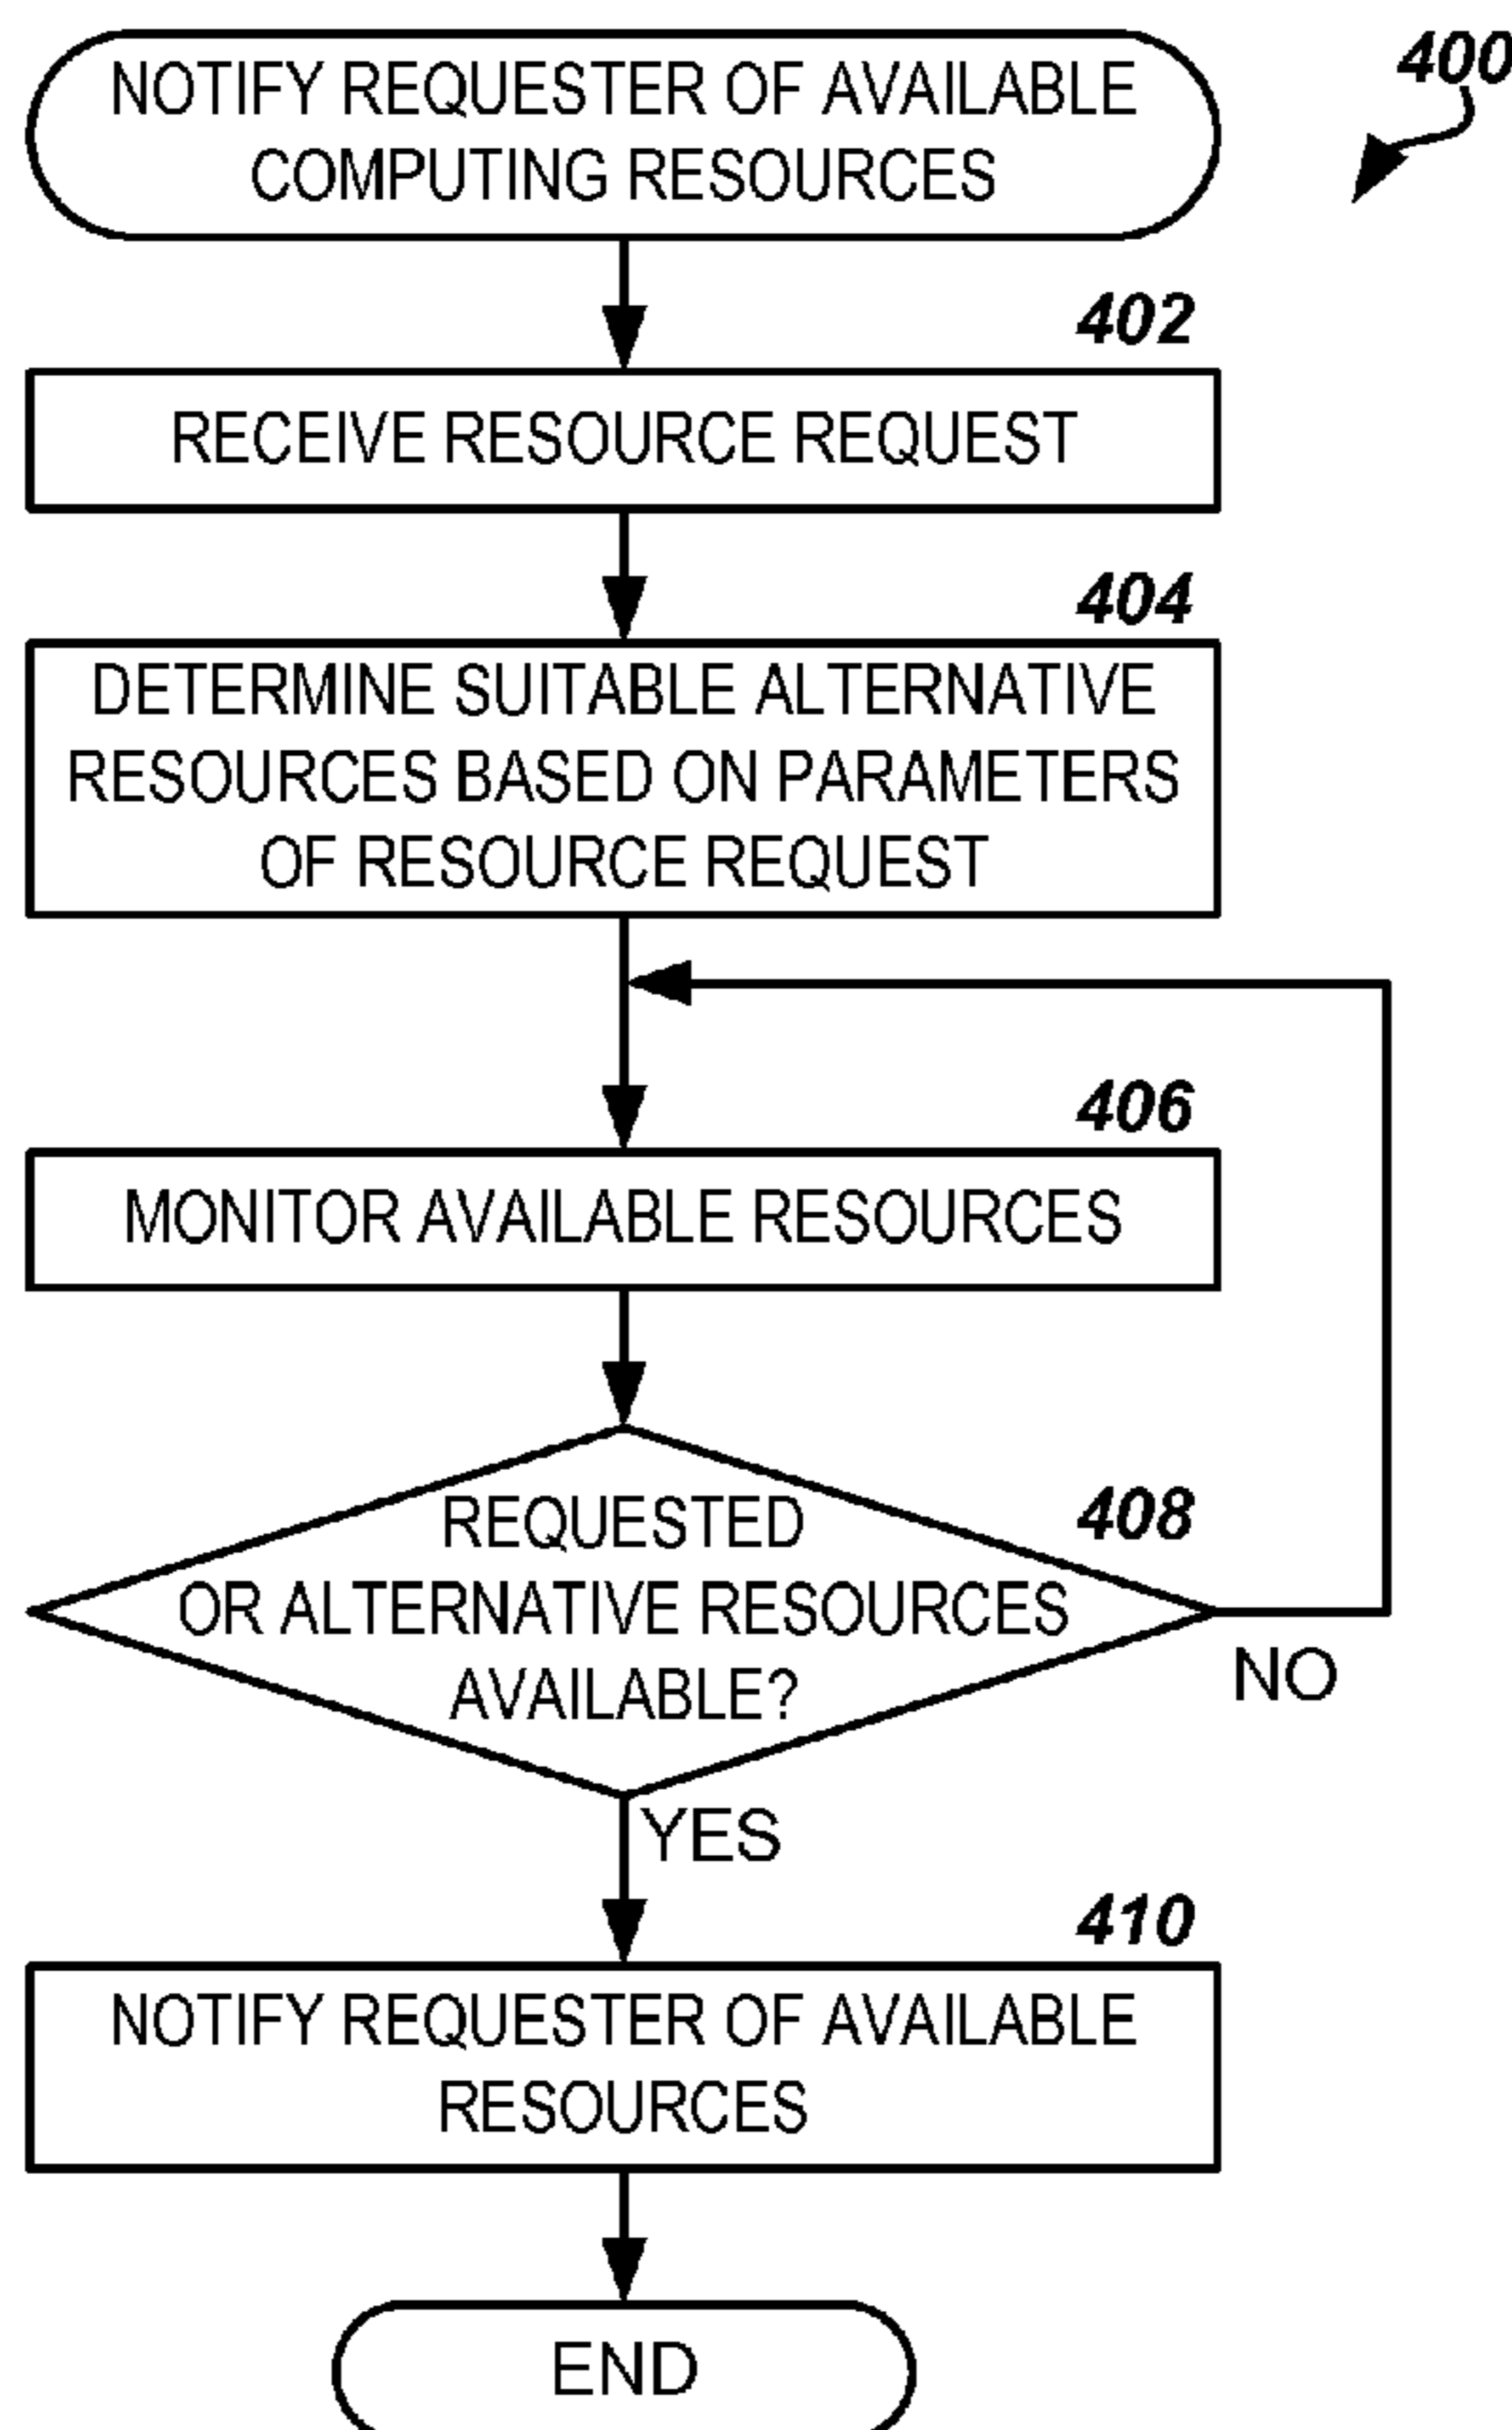 NOTIFY REQUESTER OF AVAILABLE
COMPUTING RESOURCES
400
402
RECEIVE RESOURCE REQUEST
404
DETERMINE SUITABLE ALTERNATIVE
RESOURCES BASED ON PARAMETERS
OF RESOURCE REQUEST
406
MONITOR AVAILABLE RESOURCES
408
REQUESTED
OR ALTERNATIVE RESOURCES
AVAILABLE?
NO
YES
410
NOTIFY REQUESTER OF AVAILABLE
RESOURCES
END